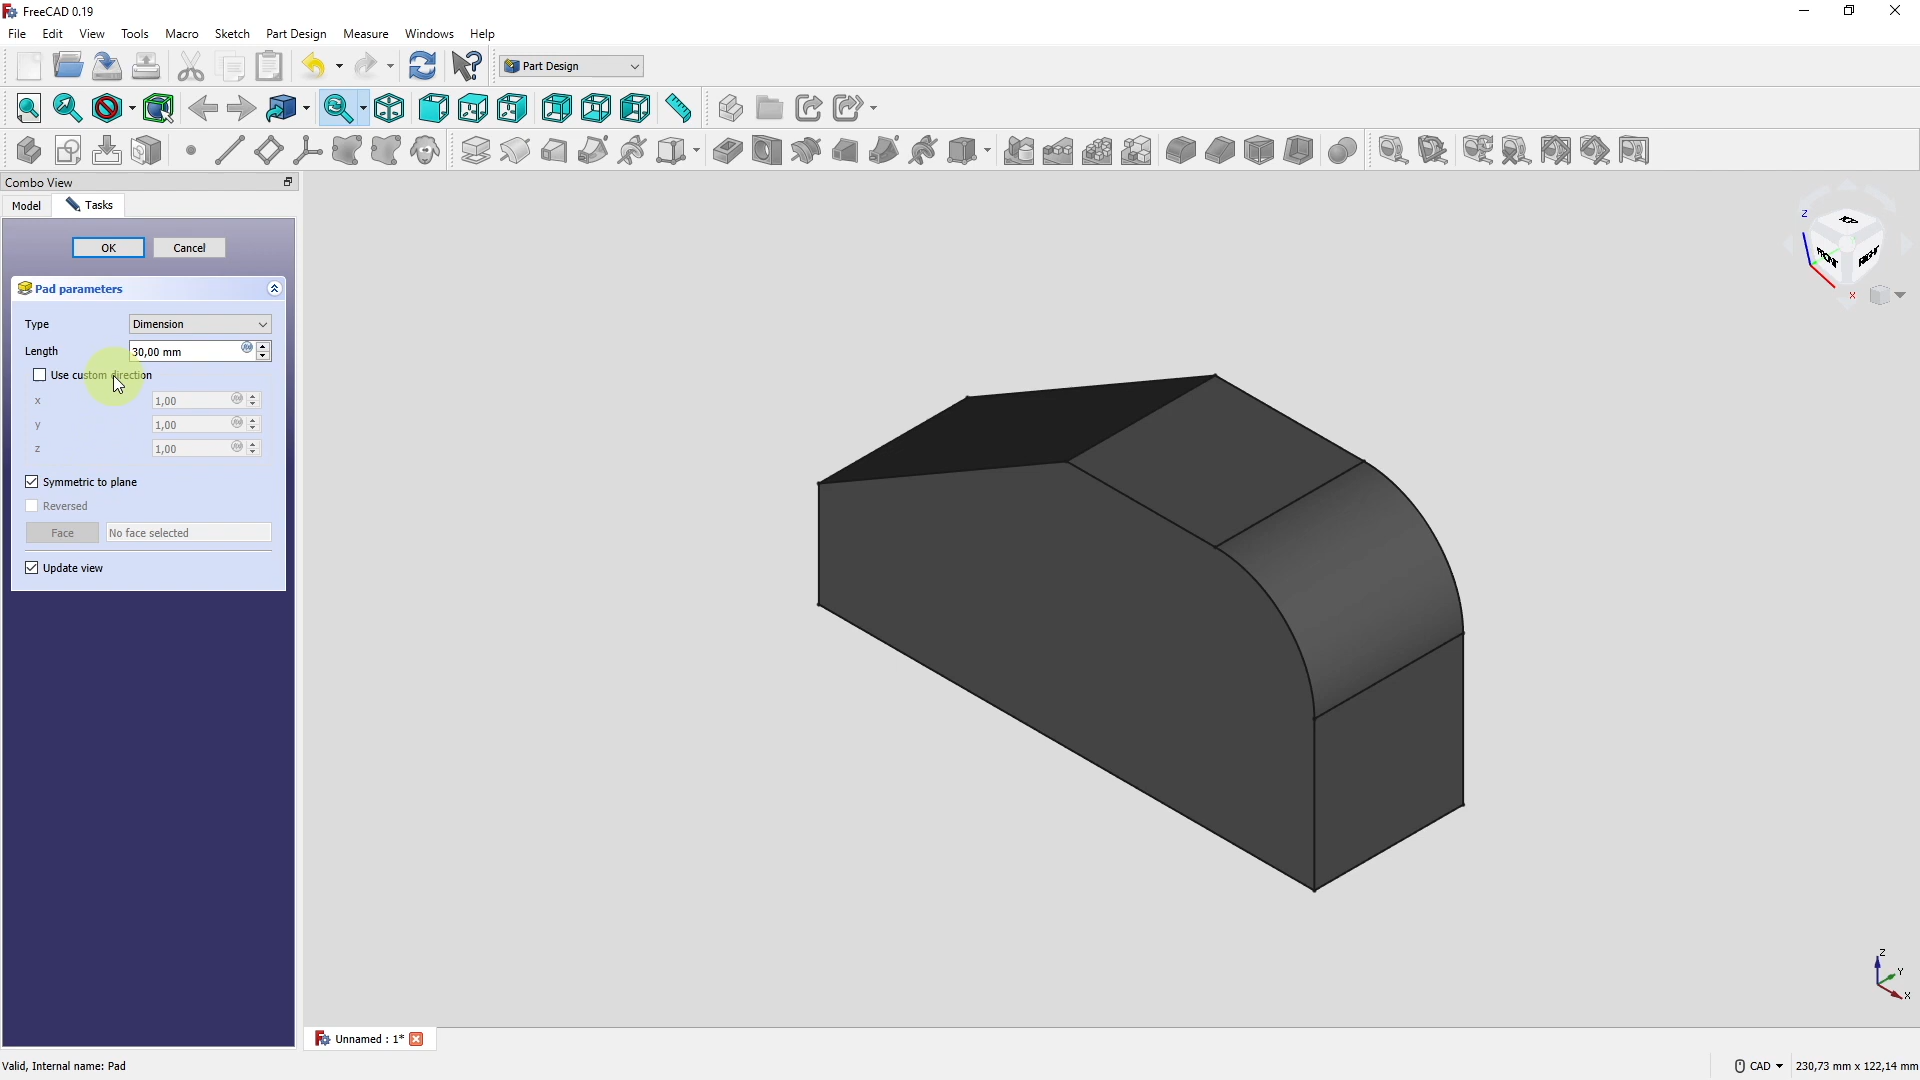 FreeCAD 0.19
File Edit View Tools Macro Sketch Part Design Measure Windows Help
Part Design
Combo View
Model Tasks
OK Cancel
Pad parameters
Type Dimension
Length 30,00 mm
Use custom direction
x 1,00
y 1,00
z 1,00
Symmetric to plane
Reversed
Face No face selected
Update view
Z
TOP
FRONT RIGHT
X
Z
Y
X
Unnamed : 1*
Valid, Internal name: Pad
CAD 230,73 mm x 122,14 mm